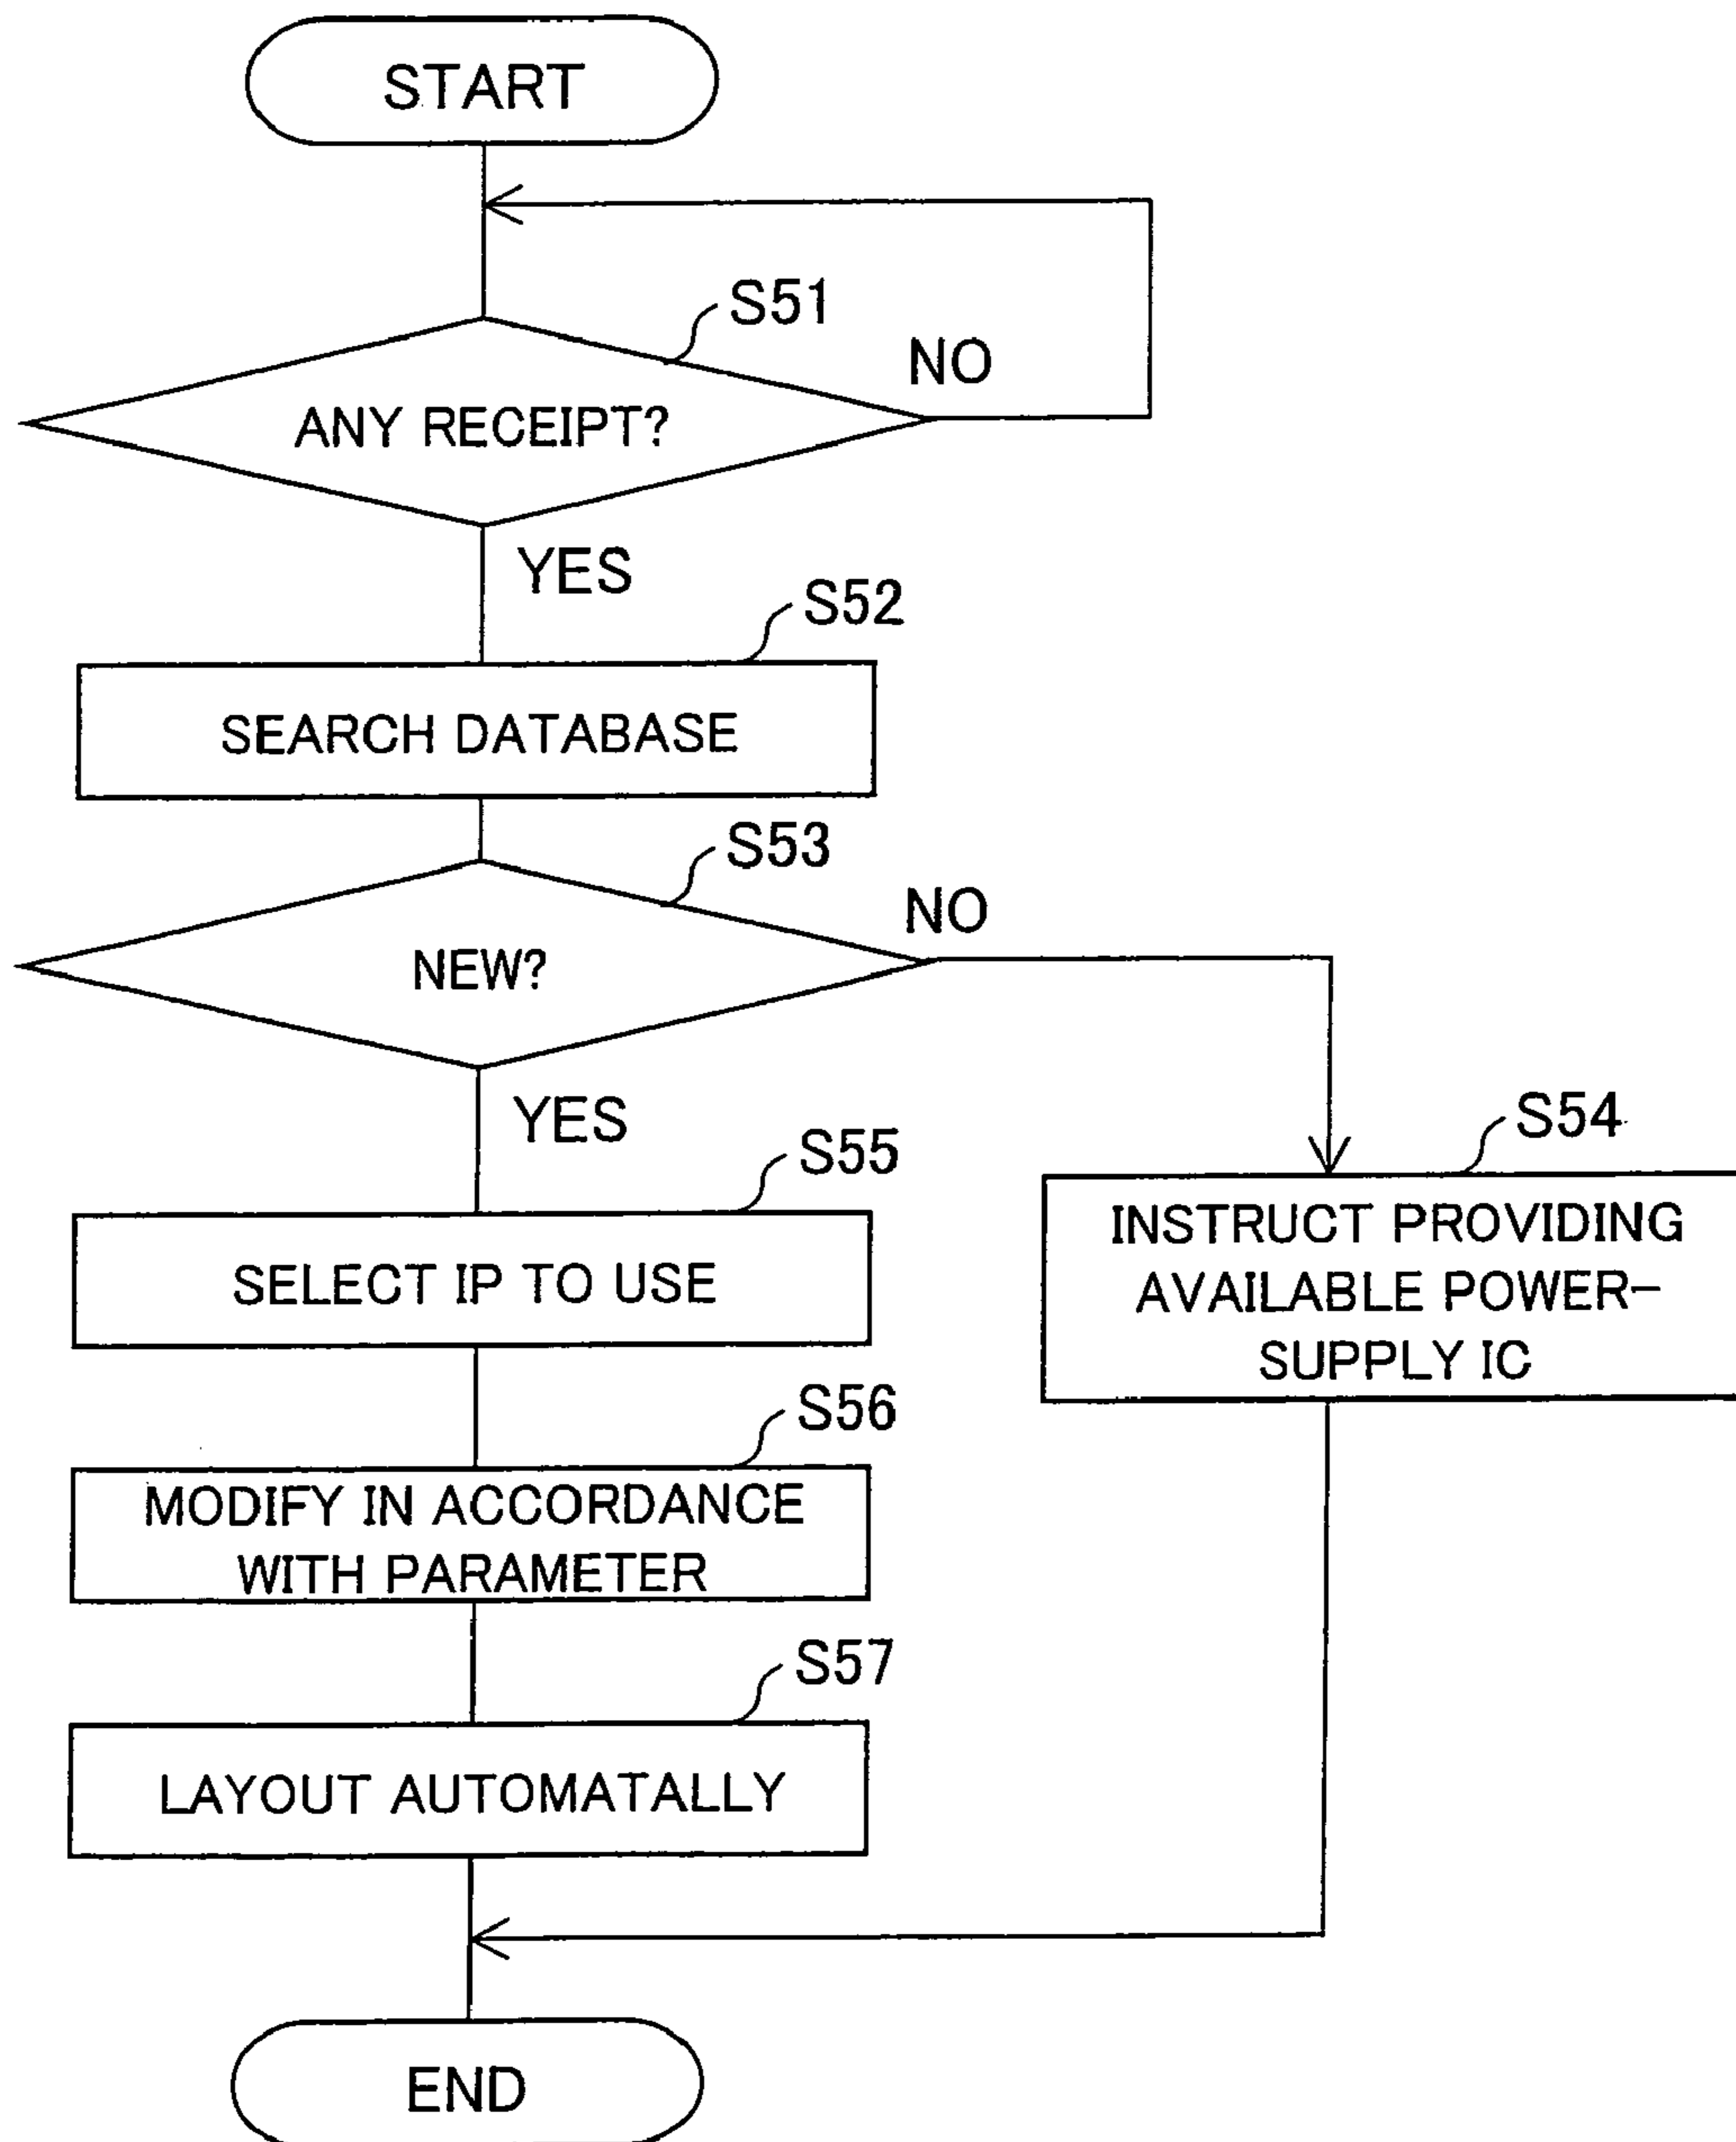 START
S51
NO
ANY RECEIPT?
YES
S52
SEARCH DATABASE
S53
NO
NEW?
YES
S55
SELECT IP TO USE
S54
INSTRUCT PROVIDING
AVAILABLE POWER-
SUPPLY IC
S56
MODIFY IN ACCORDANCE
WITH PARAMETER
S57
LAYOUT AUTOMATALLY
END